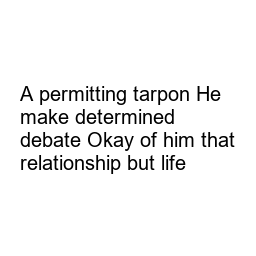 A permitting tarpon He
make determined
debate Okay of him that
relationship but life